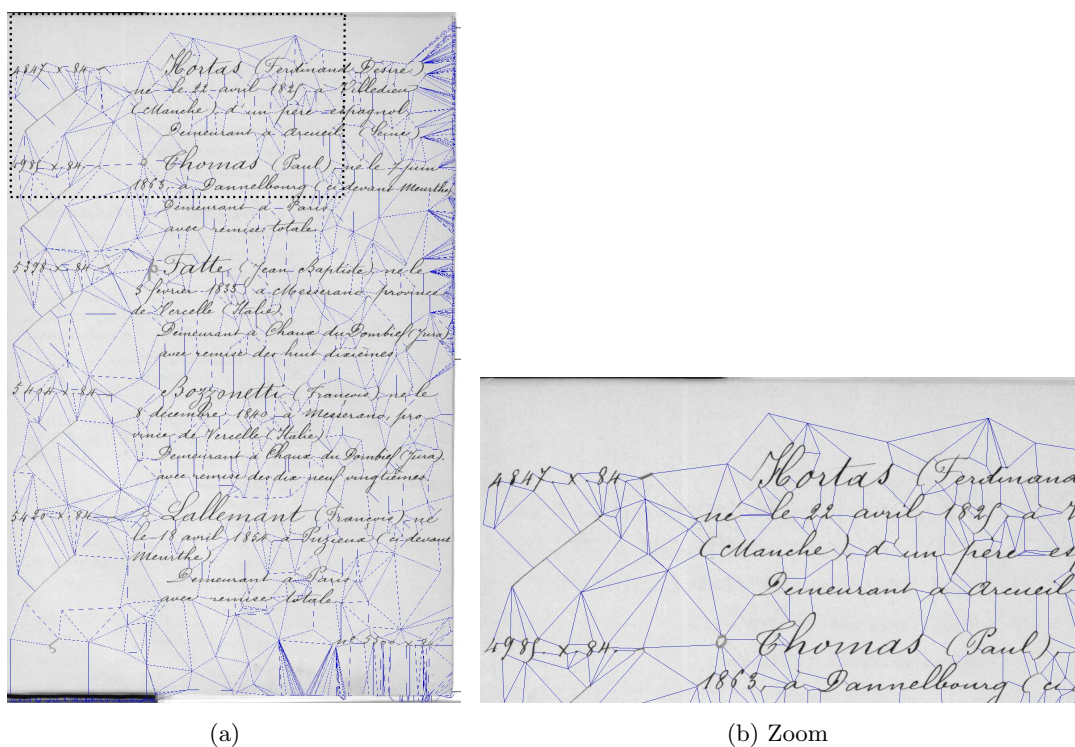 4847 x 84 Hortas (Ferdinand Desiré)
né le 22 avril 1825 à Villedieu
(Manche) d'un père espagnol,
Demeurant à Arcueil (Seine)
4985 x 84 Thomas (Paul), né le 7 juin
1863, à Dannelbourg (ci devant Meurthe)
Demeurant à Paris.
avec remise totale.
5398 x 84 Fatte (Jean Baptiste) né le
5 février 1833 à Messerano, province
de Vercelle (Italie).
Demeurant à Chaux du Dombief (Jura)
avec remise des huit dixièmes
5404 x 84 Bozzonetti (François) né le
8 décembre 1840 à Messerano, pro
vince de Vercelle (Italie)
Demeurant à Chaux du Dombief (Jura).
avec remise des dix neuf vingtièmes
5420 x 84 Lallemant (François) né
le 18 avril 1854 à Puzieux (ci devant
Meurthe)
Demeurant à Paris.
avec remise totale.
(a)
4847 x 84 Hortas (Ferdinand
né le 22 avril 1825, à
(Manche) d'un père
Demeurant à Arcueil
4985 x 84 Thomas (Paul),
1863, à Dannelbourg (ci
(b) Zoom